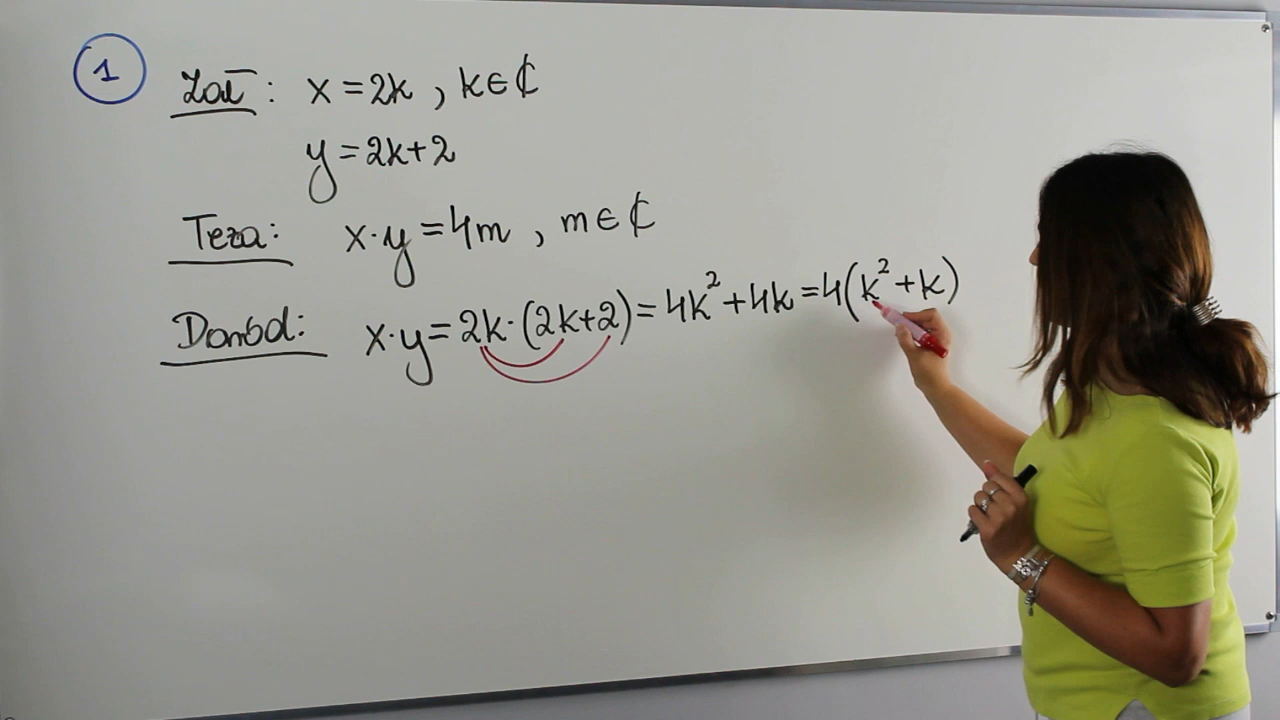 1 Zał: x = 2k , k ∈ ℂ
y = 2k+2
Teza: x·y = 4m , m ∈ ℂ
Dowód: x·y = 2k·(2k+2) = 4k² + 4k = 4(k² + k)